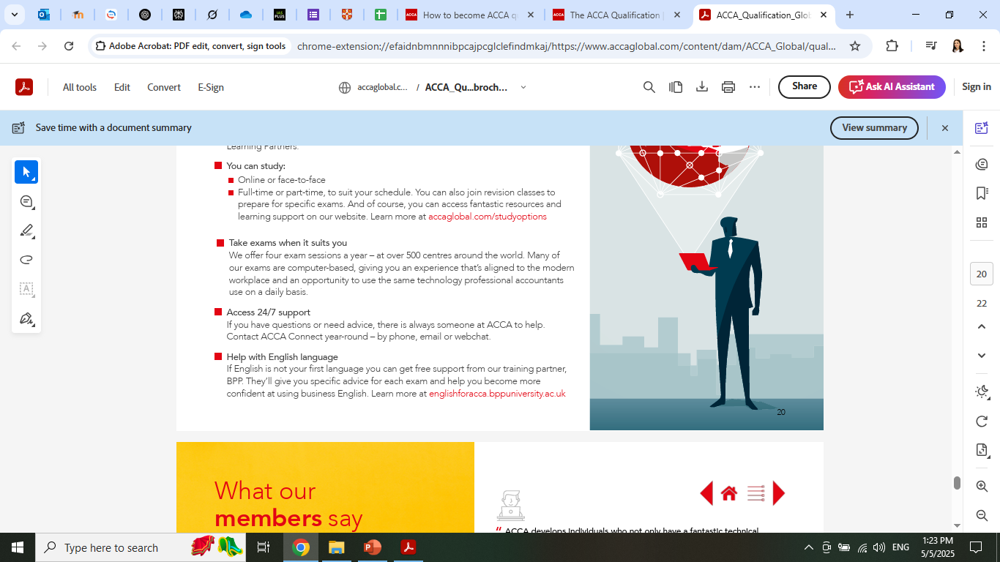 How to become ACCA q
The ACCA Qualification |
ACCA_Qualification_Glo
Adobe Acrobat: PDF edit, convert, sign tools
chrome-extension://efaidnbmnnnibpcajpcglclefindmkaj/https://www.accaglobal.com/content/dam/ACCA_Global/qual...
All tools
Edit
Convert
E-Sign
accaglobal.c... / ACCA_Qu...broch...
Share
Ask AI Assistant
Sign in
Save time with a document summary
View summary
Learning Partners.
You can study:
Online or face-to-face
Full-time or part-time, to suit your schedule. You can also join revision classes to
prepare for specific exams. And of course, you can access fantastic resources and
learning support on our website. Learn more at accaglobal.com/studyoptions
Take exams when it suits you
We offer four exam sessions a year – at over 500 centres around the world. Many of
our exams are computer-based, giving you an experience that's aligned to the modern
workplace and an opportunity to use the same technology professional accountants
use on a daily basis.
Access 24/7 support
If you have questions or need advice, there is always someone at ACCA to help.
Contact ACCA Connect year-round – by phone, email or webchat.
Help with English language
If English is not your first language you can get free support from our training partner,
BPP. They'll give you specific advice for each exam and help you become more
confident at using business English. Learn more at englishforacca.bppuniversity.ac.uk
20
20
22
What our
members say
“ ACCA develops individuals who not only have a fantastic technical
Type here to search
ENG
1:23 PM
5/5/2025